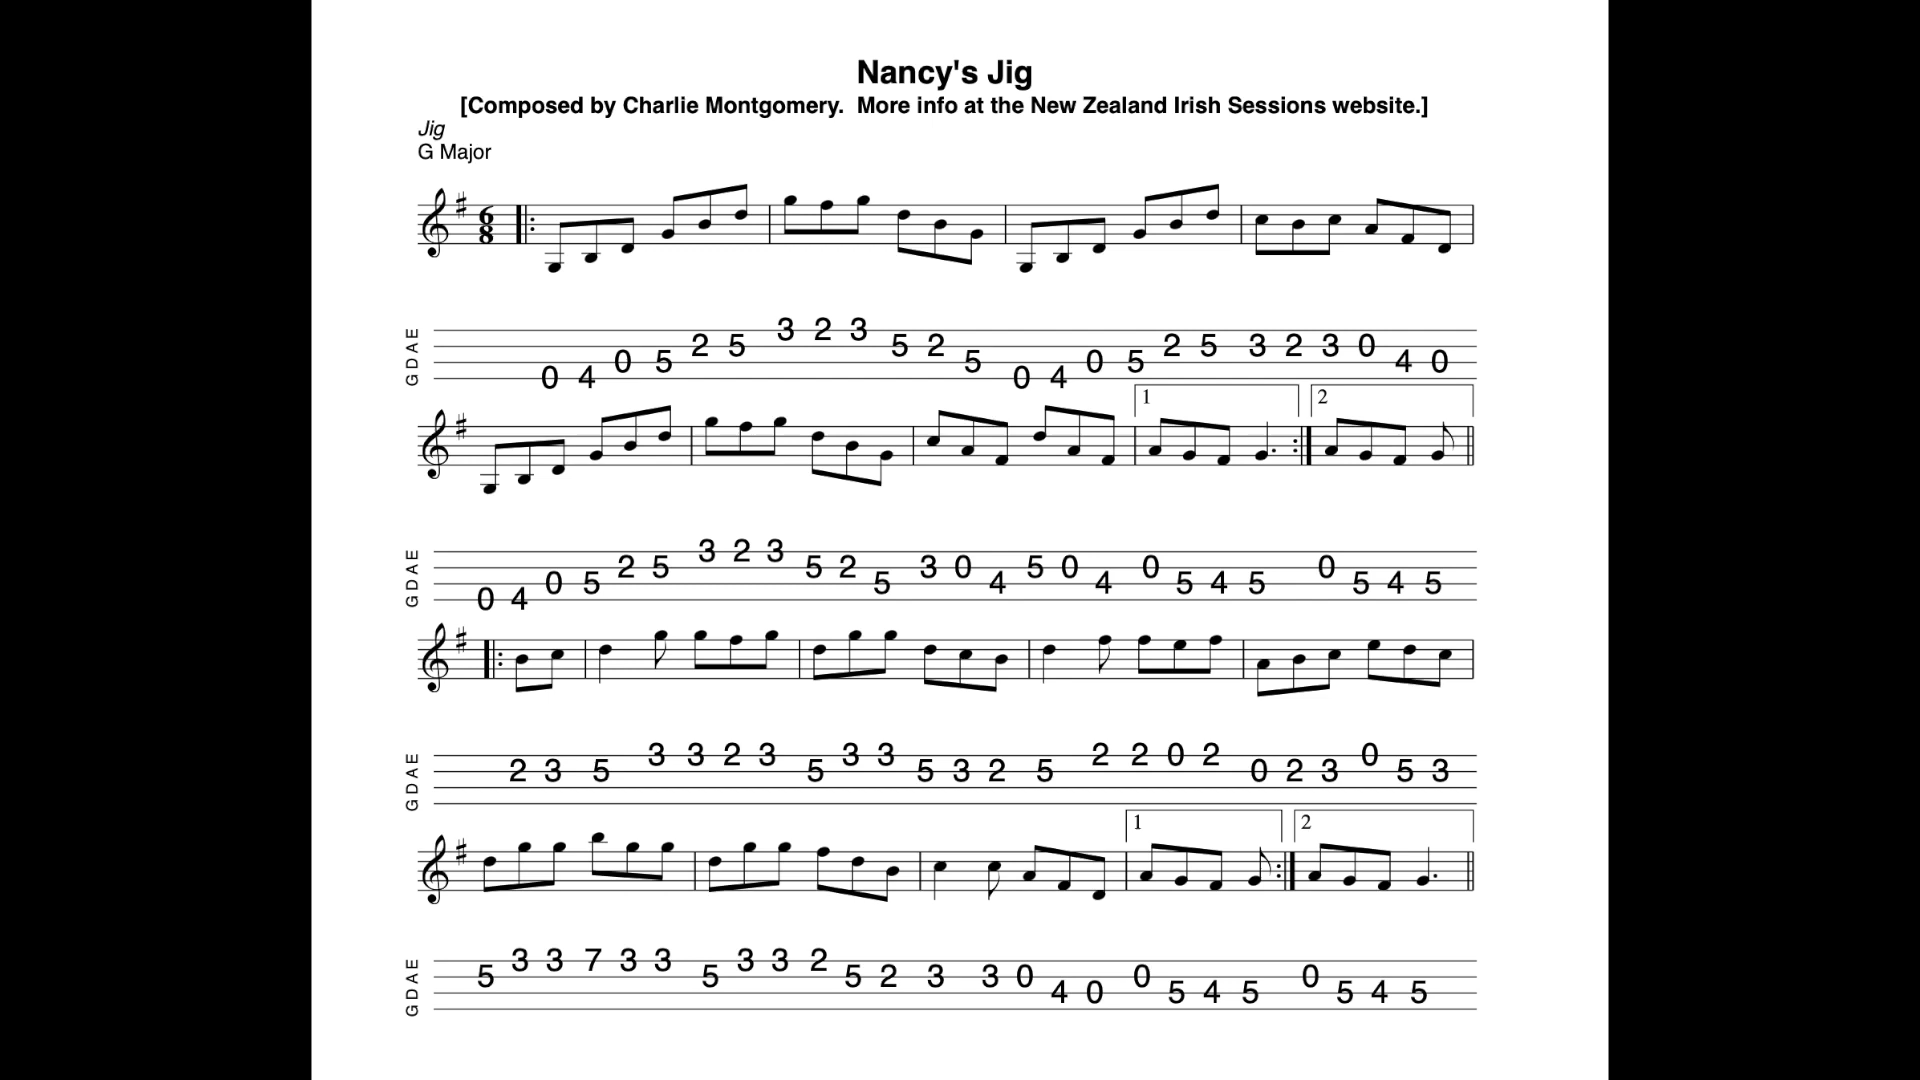 Nancy's Jig
[Composed by Charlie Montgomery.  More info at the New Zealand Irish Sessions website.]
Jig
G Major
6
8
G D A E
0 4 0 5 2 5 3 2 3 5 2 5 0 4 0 5 2 5 3 2 3 0 4 0
1 2
G D A E
0 4 0 5 2 5 3 2 3 5 2 5 3 0 4 5 0 4 0 5 4 5 0 5 4 5
G D A E
2 3 5 3 3 2 3 5 3 3 5 3 2 5 2 2 0 2 0 2 3 0 5 3
1 2
G D A E
5 3 3 7 3 3 5 3 3 2 5 2 3 3 0 4 0 0 5 4 5 0 5 4 5